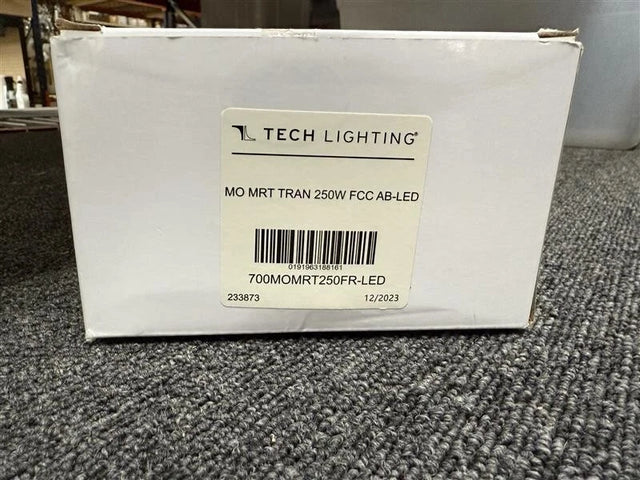 TECH LIGHTING®
MO MRT TRAN 250W FCC AB-LED
0191963188161
700MOMRT250FR-LED
233873 12/2023